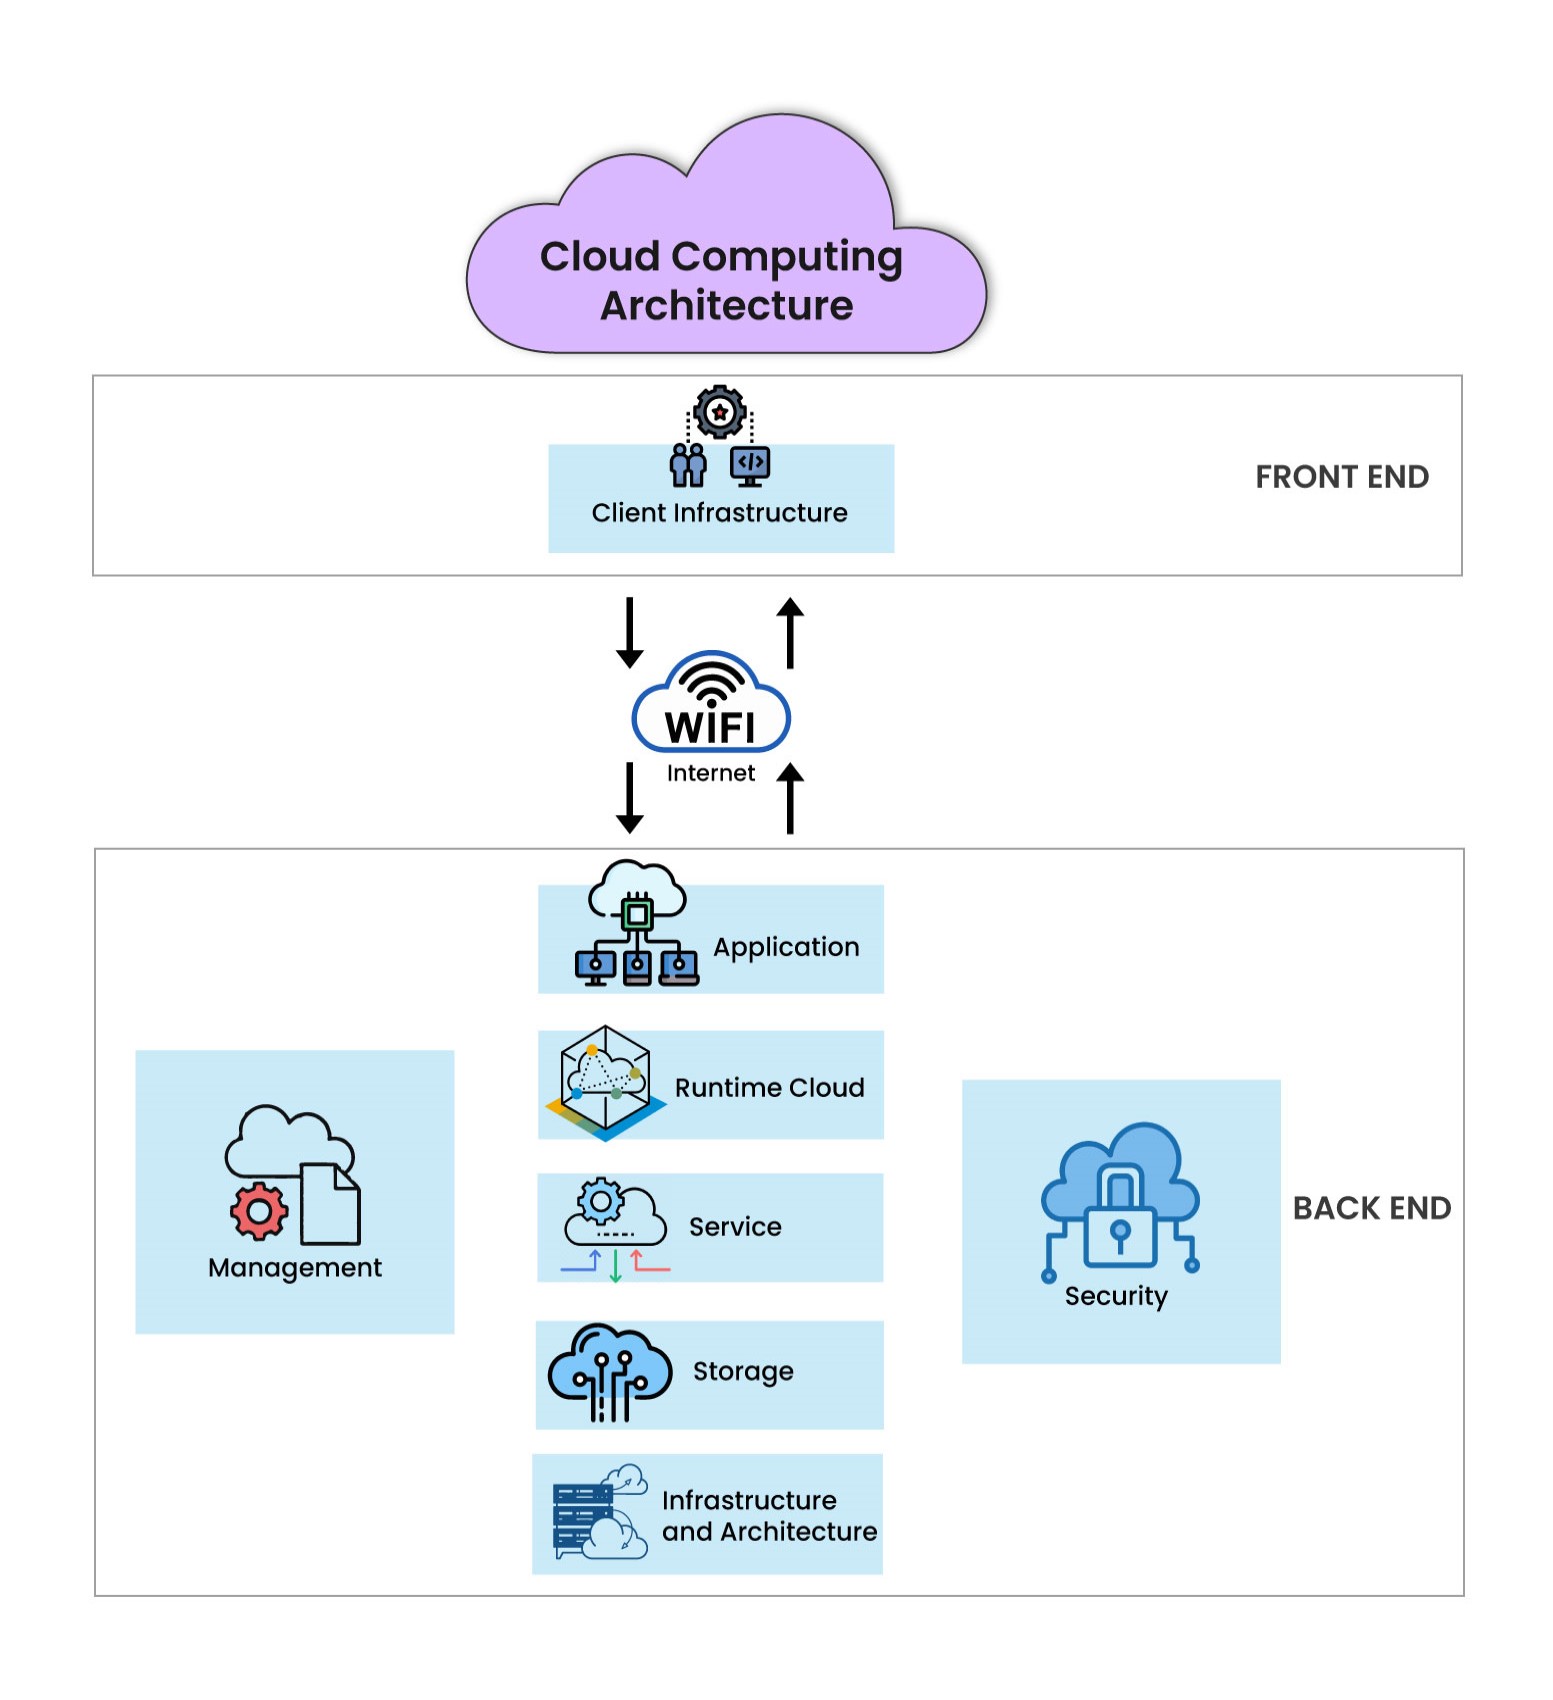 Cloud Computing
Architecture
Client Infrastructure
FRONT END
WiFI
Internet
Application
Runtime Cloud
Service
Storage
Infrastructure
and Architecture
Management
Security
BACK END